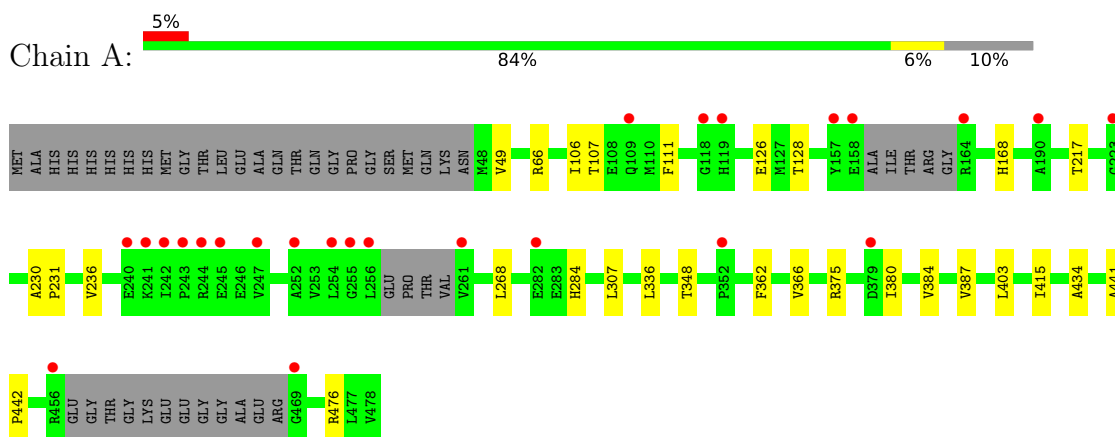 5%
Chain A:
84% 6% 10%
MET ALA HIS HIS HIS HIS HIS HIS MET GLY THR LEU GLU ALA GLN THR GLN GLY PRO GLY SER MET GLN LYS ASN M48 V49 R66 I106 T107 E108 Q109 M110 F111 G118 H119 E126 M127 T128 Y157 E158 ALA ILE THR ARG GLY R164 H168 A190 T217 G223
A230 P231 V236 E240 K241 I242 P243 R244 E245 E246 V247 A252 V253 L254 G255 L256 GLU PRO THR VAL V261 L268 E282 E283 H284 L307 L336 T348 P352 F362 V366 R375 D379 I380 V384 V387 L403 I415 A434 A441
P442 R456 GLU GLY THR GLY LYS GLU GLU GLY GLY ALA GLU ARG G469 R476 L477 V478